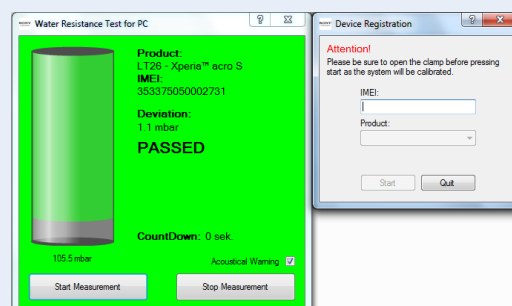 Water Resistance Test for PC
Product:
LT26 - Xperia™ acro S
IMEI:
353375050002731
Deviation:
1.1 mbar
PASSED
CountDown: 0 sek.
105.5 mbar
Acoustical Warning
Start Measurement
Stop Measurement
Device Registration
Attention!
Please be sure to open the clamp before pressing
start as the system will be calibrated.
IMEI:
Product:
Start
Quit